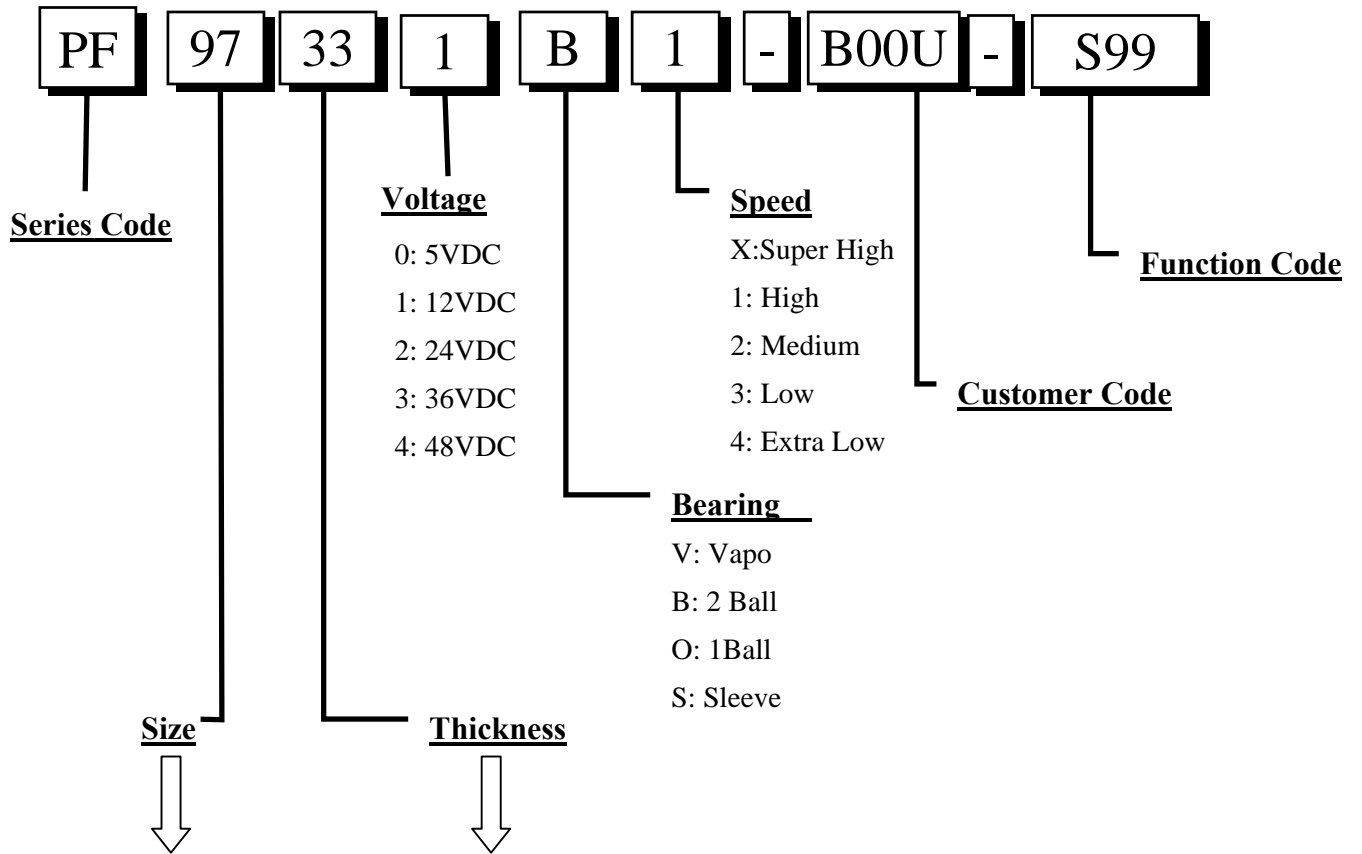 PF 97 33 1 B 1 - B00U - S99
Series Code
Voltage
0: 5VDC
1: 12VDC
2: 24VDC
3: 36VDC
4: 48VDC
Speed
X:Super High
1: High
2: Medium
3: Low
4: Extra Low
Function Code
Customer Code
Bearing
V: Vapo
B: 2 Ball
O: 1Ball
S: Sleeve
Size
Thickness